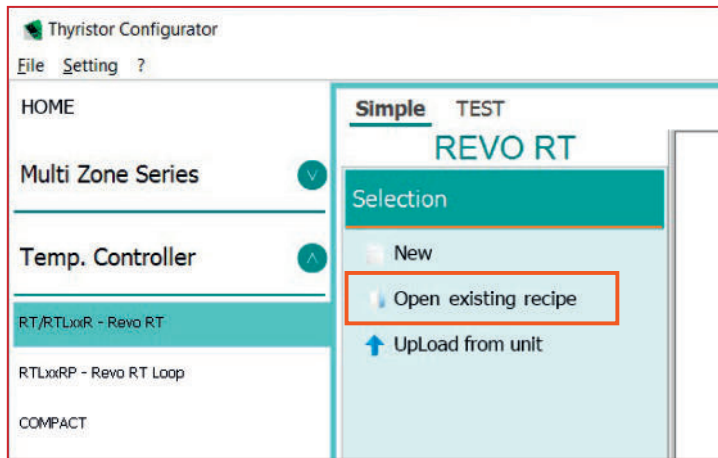 Thyristor Configurator
File Setting ?
HOME
Multi Zone Series
Temp. Controller
RT/RTLxxR - Revo RT
RTLxxRP - Revo RT Loop
COMPACT
Simple TEST
REVO RT
Selection
New
Open existing recipe
UpLoad from unit